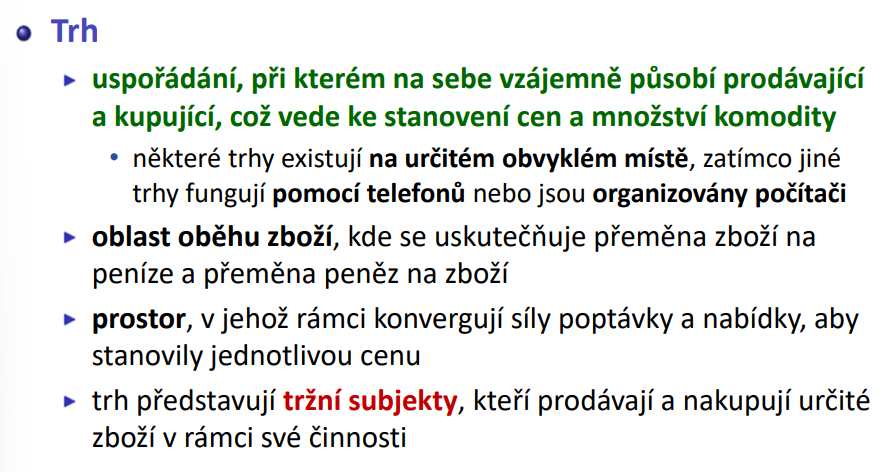 Trh
uspořádání, při kterém na sebe vzájemně působí prodávající
a kupující, což vede ke stanovení cen a množství komodity
některé trhy existují na určitém obvyklém místě, zatímco jiné
trhy fungují pomocí telefonů nebo jsou organizovány počítači
oblast oběhu zboží, kde se uskutečňuje přeměna zboží na
peníze a přeměna peněz na zboží
prostor, v jehož rámci konvergují síly poptávky a nabídky, aby
stanovily jednotlivou cenu
trh představují tržní subjekty, kteří prodávají a nakupují určité
zboží v rámci své činnosti